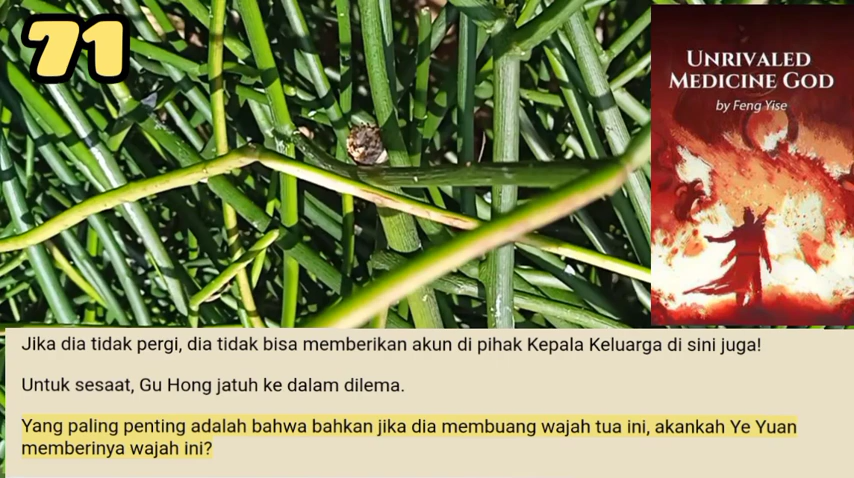 71
UNRIVALED
MEDICINE GOD
by Feng Yise
Jika dia tidak pergi, dia tidak bisa memberikan akun di pihak Kepala Keluarga di sini juga!
Untuk sesaat, Gu Hong jatuh ke dalam dilema.
Yang paling penting adalah bahwa bahkan jika dia membuang wajah tua ini, akankah Ye Yuan
memberinya wajah ini?